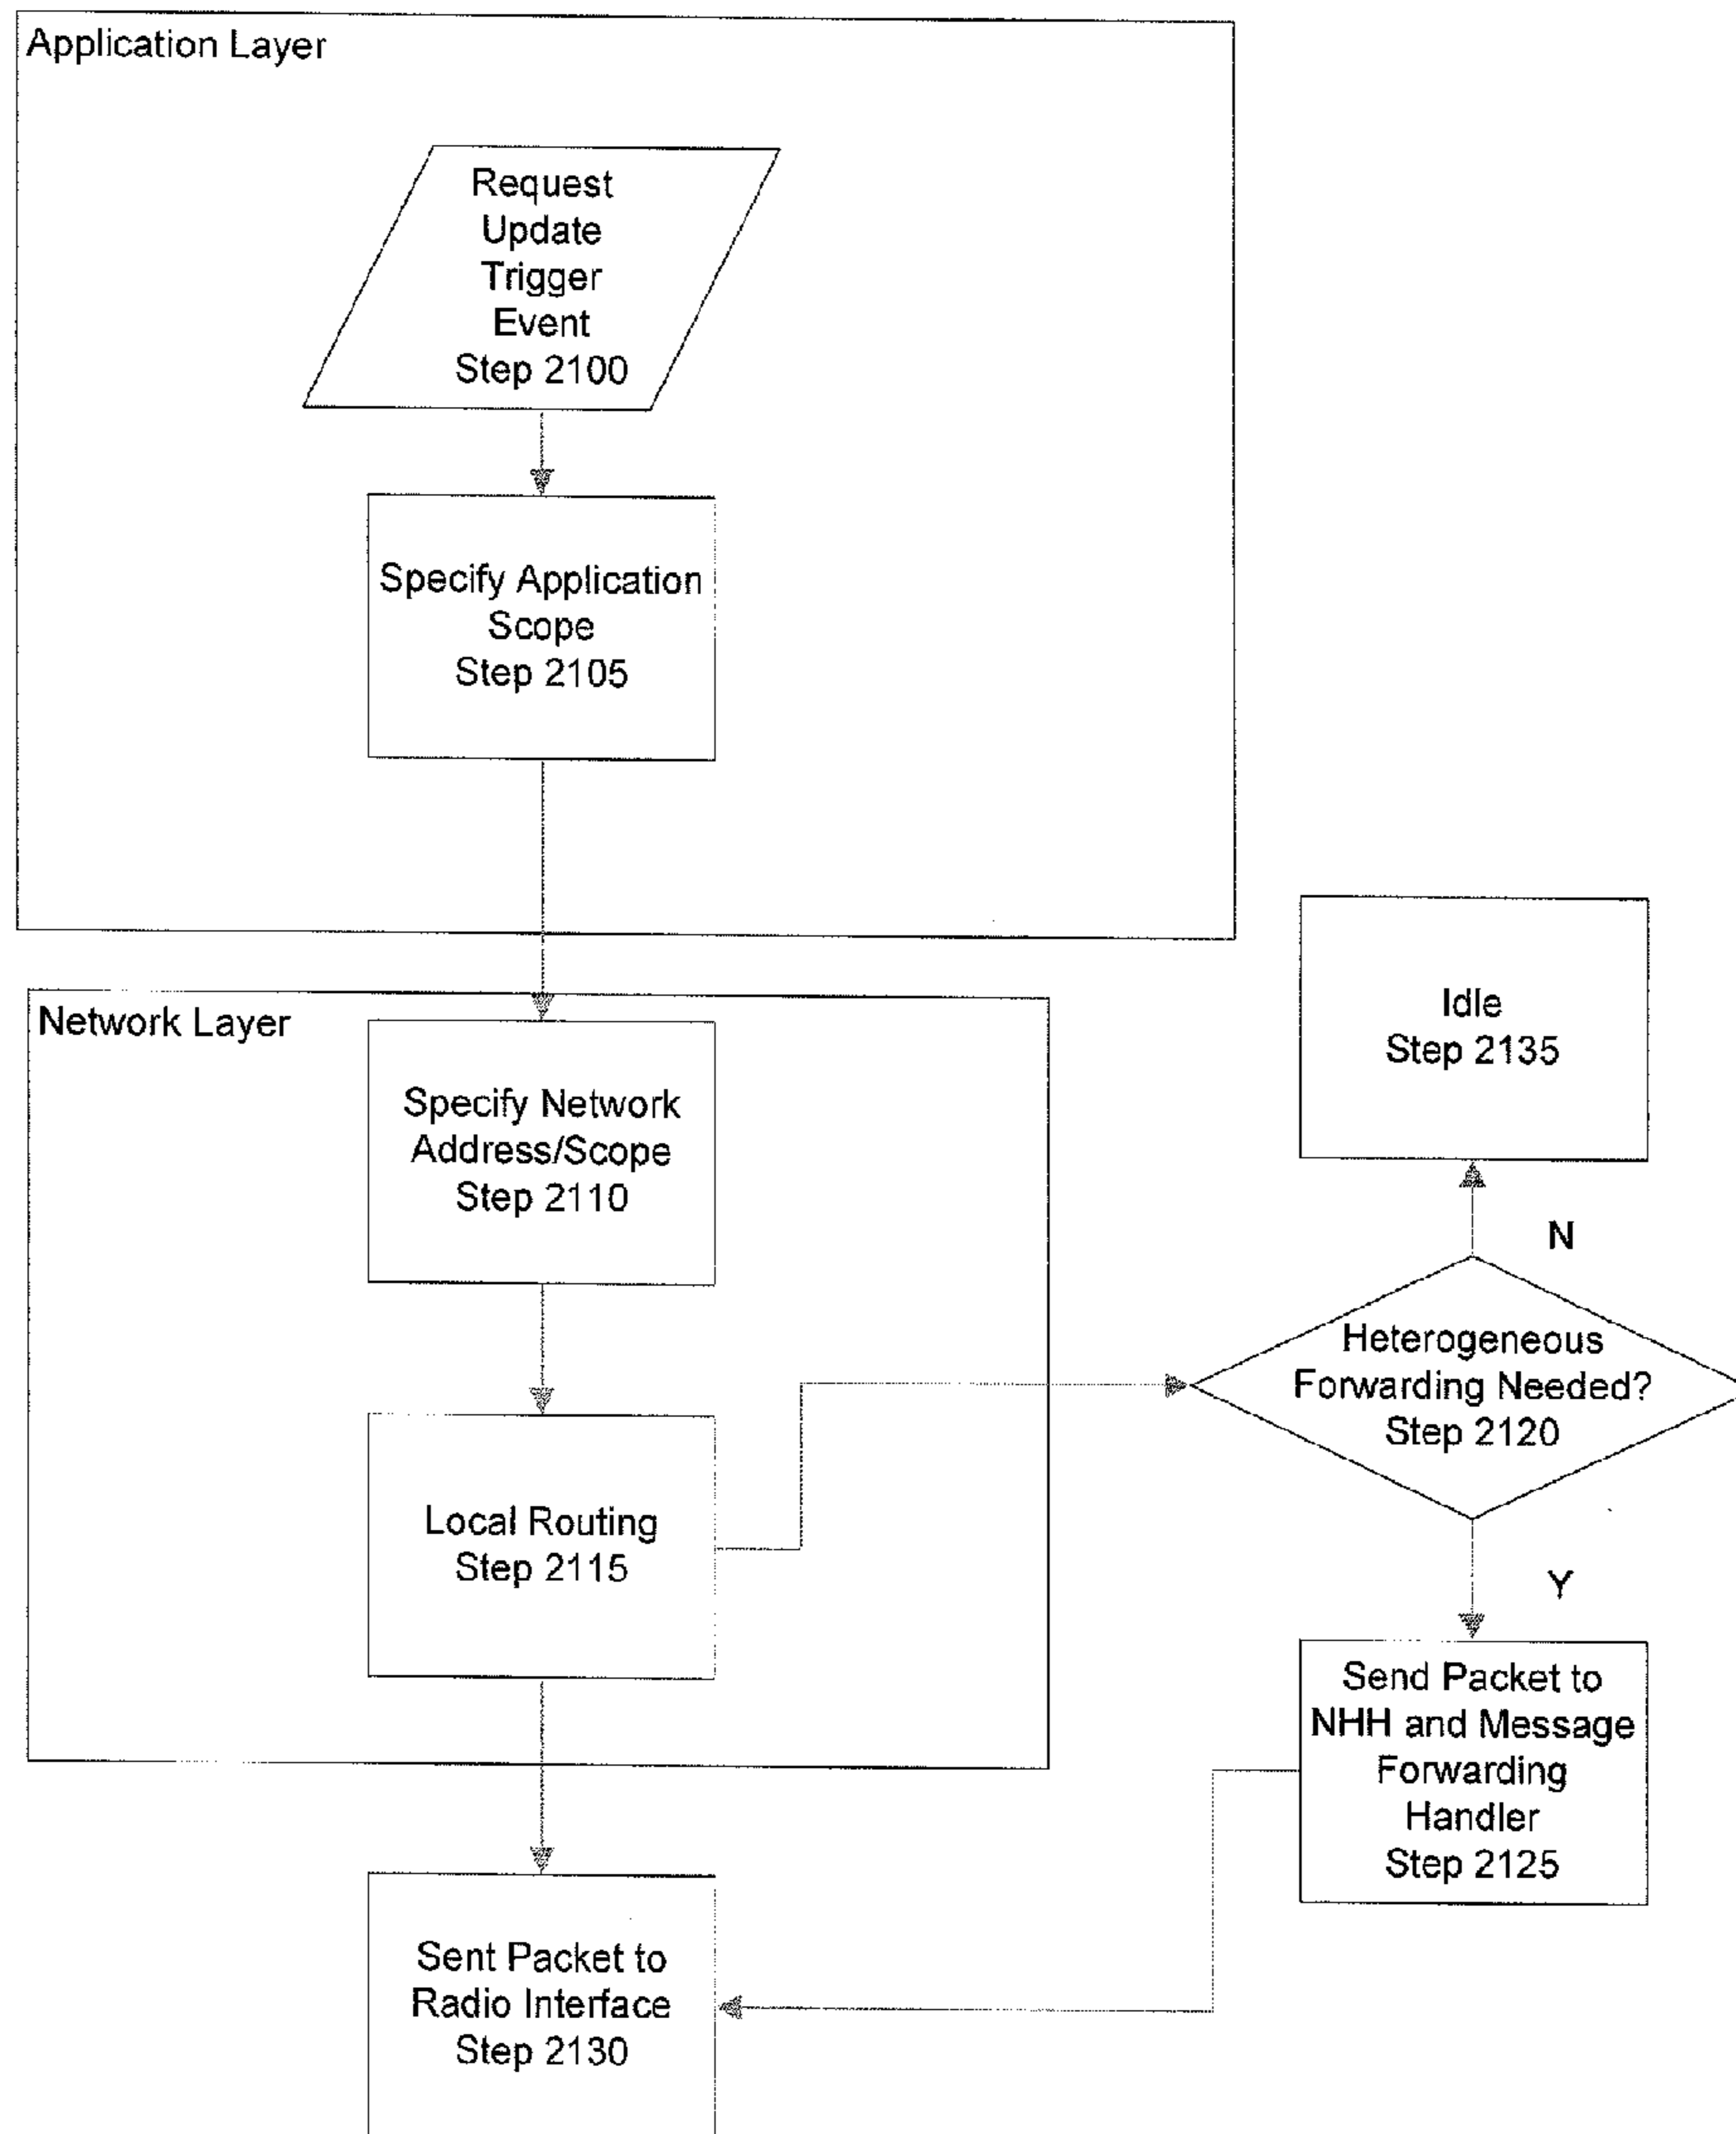 Application Layer
Request
Update
Trigger
Event
Step 2100
Specify Application
Scope
Step 2105
Network Layer
Specify Network
Address/Scope
Step 2110
Local Routing
Step 2115
Idle
Step 2135
N
Heterogeneous
Forwarding Needed?
Step 2120
Y
Send Packet to
NHH and Message
Forwarding
Handler
Step 2125
Sent Packet to
Radio Interface
Step 2130